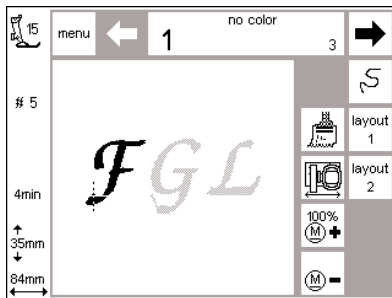 15
menu
1
no color
3
# 5
layout
1
FGL
layout
2
4min
100%
M +
35mm
M -
84mm